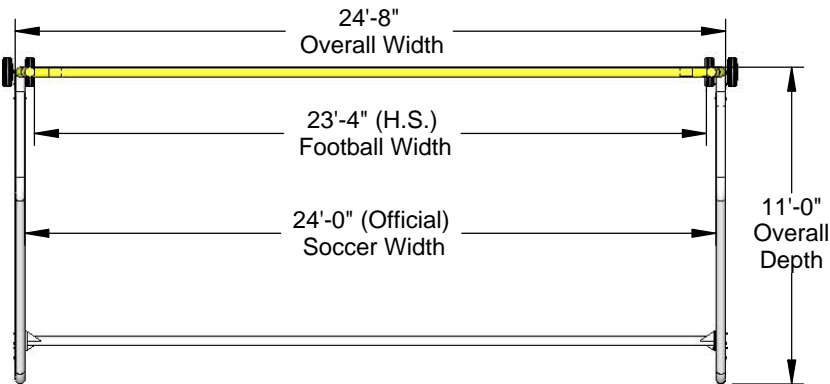 24'-8"
Overall Width
23'-4" (H.S.)
Football Width
24'-0" (Official)
Soccer Width
11'-0"
Overall
Depth